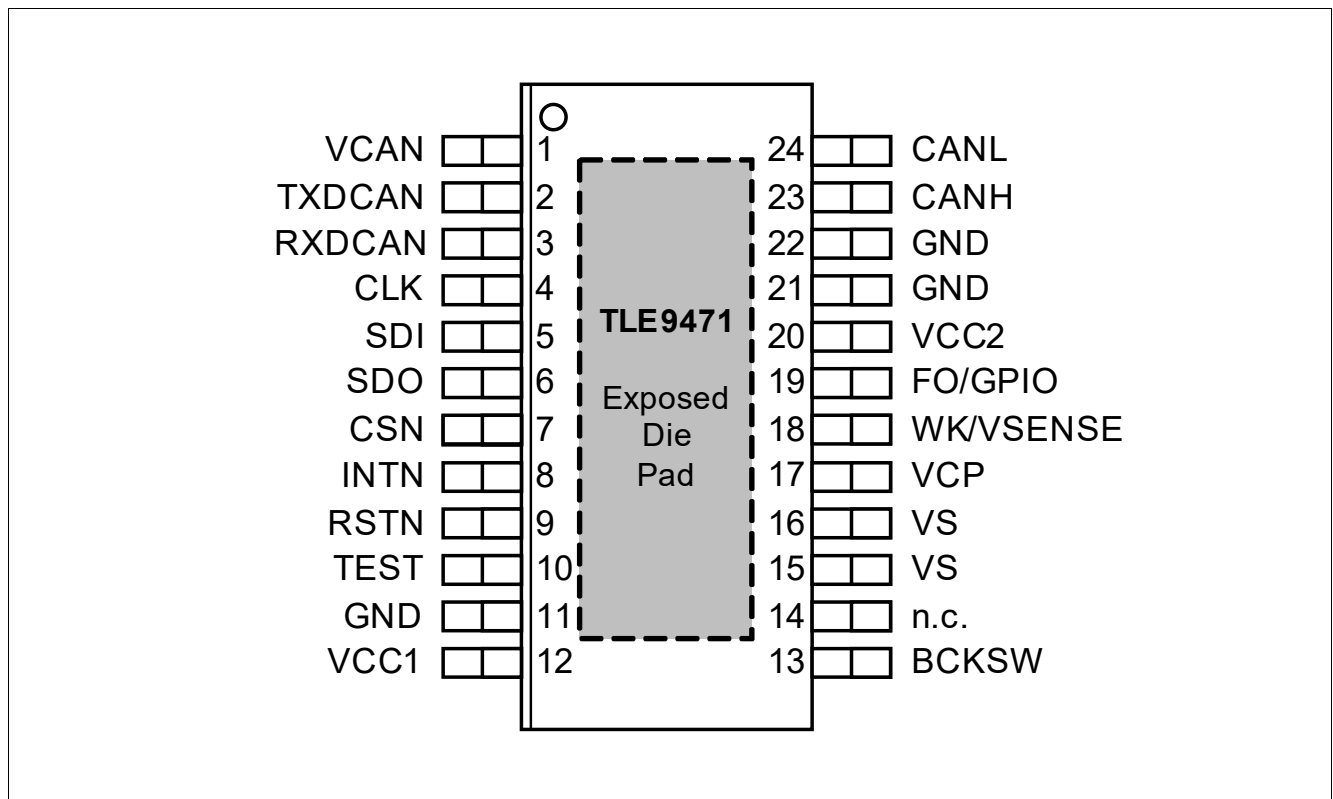 VCAN 1 24 CANL
TXDCAN 2 23 CANH
RXDCAN 3 22 GND
CLK 4 21 GND
TLE9471
SDI 5 20 VCC2
SDO 6 19 FO/GPIO
Exposed
CSN 7 18 WK/VSENSE
Die
INTN 8 17 VCP
Pad
RSTN 9 16 VS
TEST 10 15 VS
GND 11 14 n.c.
VCC1 12 13 BCKSW